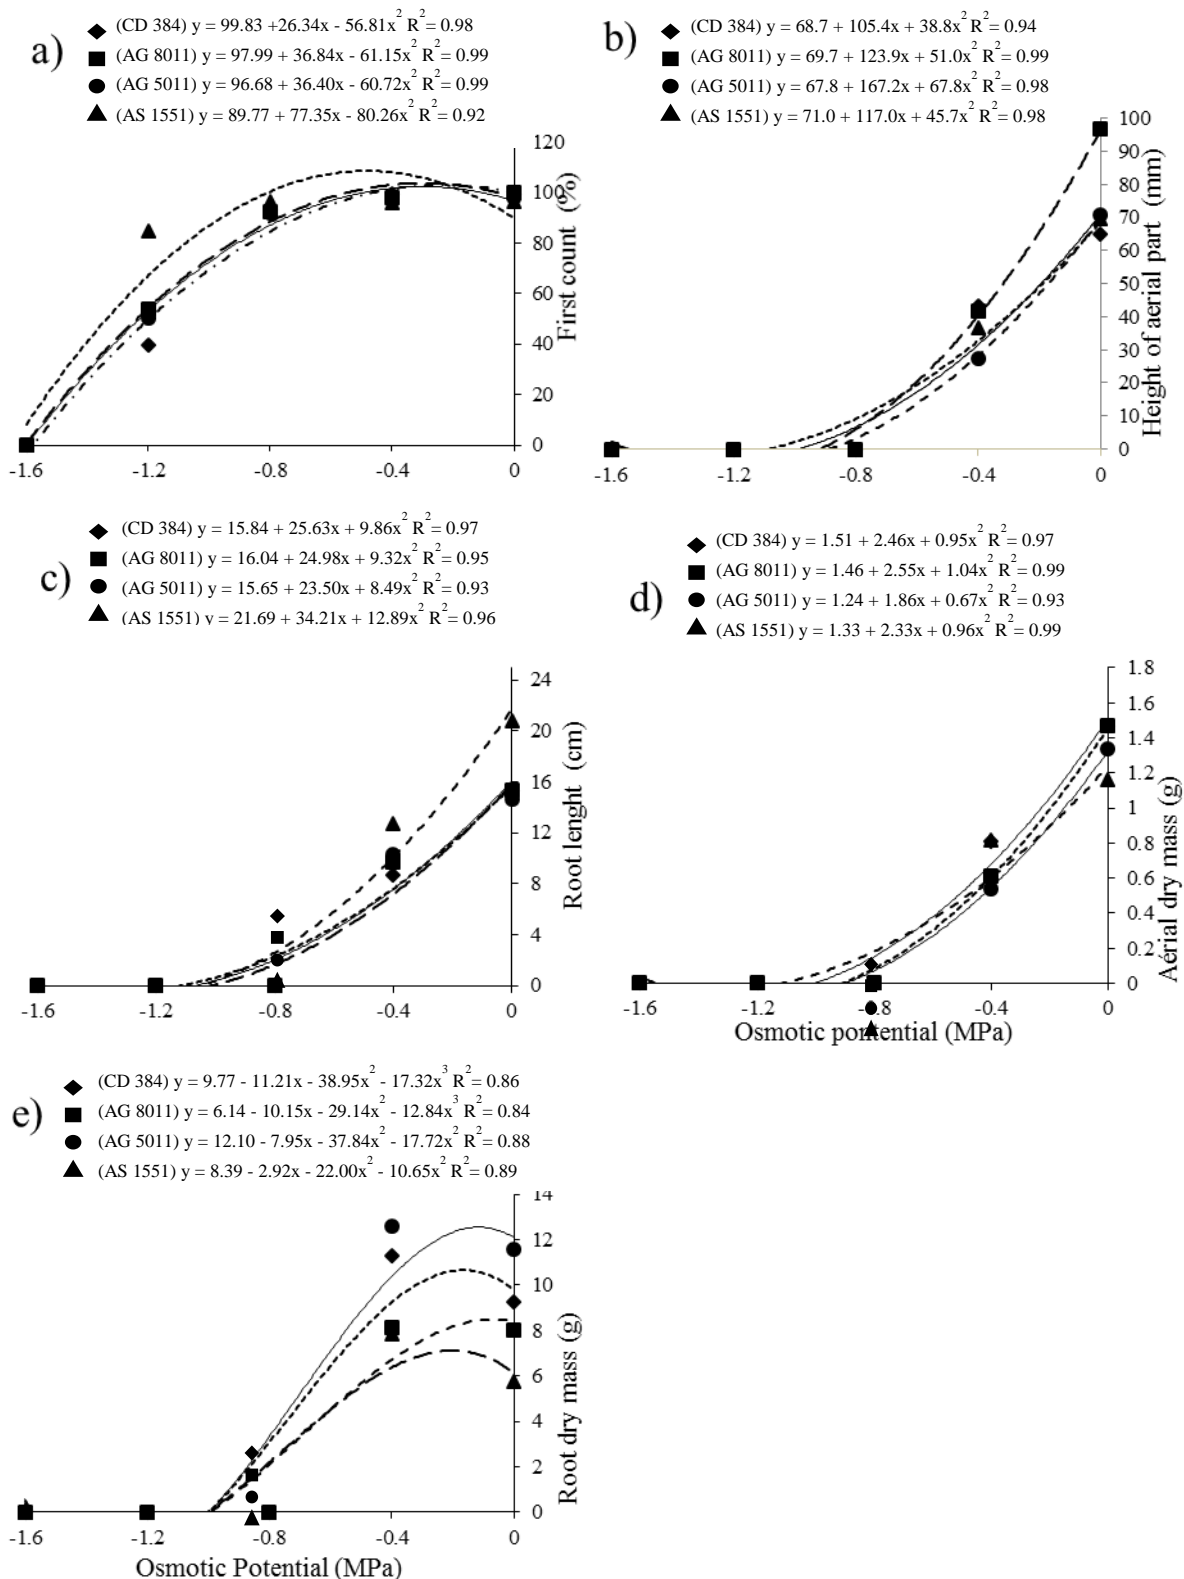 a)
(CD 384) y = 99.83 +26.34x - 56.81x² R²= 0.98
(AG 8011) y = 97.99 + 36.84x - 61.15x² R²= 0.99
(AG 5011) y = 96.68 + 36.40x - 60.72x² R²= 0.99
(AS 1551) y = 89.77 + 77.35x - 80.26x² R²= 0.92
120
100
80
60
40
20
0
First count (%)
-1.6 -1.2 -0.8 -0.4 0
b)
(CD 384) y = 68.7 + 105.4x + 38.8x² R²= 0.94
(AG 8011) y = 69.7 + 123.9x + 51.0x² R²= 0.99
(AG 5011) y = 67.8 + 167.2x + 67.8x² R²= 0.98
(AS 1551) y = 71.0 + 117.0x + 45.7x² R²= 0.98
100
90
80
70
60
50
40
30
20
10
0
Height of aerial part (mm)
-1.6 -1.2 -0.8 -0.4 0
c)
(CD 384) y = 15.84 + 25.63x + 9.86x² R²= 0.97
(AG 8011) y = 16.04 + 24.98x + 9.32x² R²= 0.95
(AG 5011) y = 15.65 + 23.50x + 8.49x² R²= 0.93
(AS 1551) y = 21.69 + 34.21x + 12.89x² R²= 0.96
24
20
16
12
8
4
0
Root lenght (cm)
-1.6 -1.2 -0.8 -0.4 0
d)
(CD 384) y = 1.51 + 2.46x + 0.95x² R²= 0.97
(AG 8011) y = 1.46 + 2.55x + 1.04x² R²= 0.99
(AG 5011) y = 1.24 + 1.86x + 0.67x² R²= 0.93
(AS 1551) y = 1.33 + 2.33x + 0.96x² R²= 0.99
1.8
1.6
1.4
1.2
1
0.8
0.6
0.4
0.2
0
Aérial dry mass (g)
-1.6 -1.2 -0.8 -0.4 0
Osmotic portential (MPa)
e)
(CD 384) y = 9.77 - 11.21x - 38.95x² - 17.32x³ R²= 0.86
(AG 8011) y = 6.14 - 10.15x - 29.14x² - 12.84x³ R²= 0.84
(AG 5011) y = 12.10 - 7.95x - 37.84x² - 17.72x² R²= 0.88
(AS 1551) y = 8.39 - 2.92x - 22.00x² - 10.65x² R²= 0.89
14
12
10
8
6
4
2
0
Root dry mass (g)
-1.6 -1.2 -0.8 -0.4 0
Osmotic Potential (MPa)